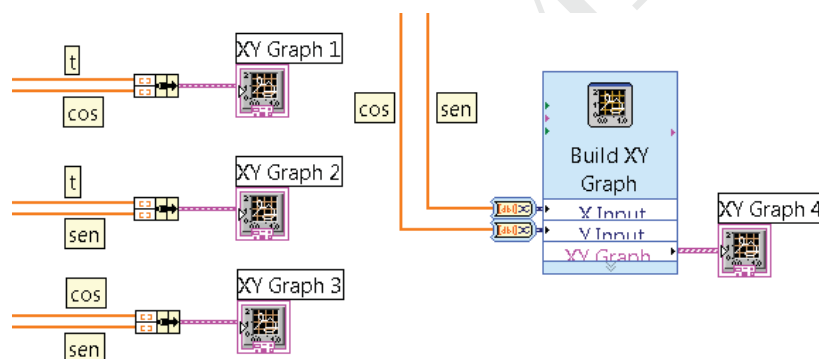 t
XY Graph 1
cos
t
XY Graph 2
sen
cos
XY Graph 3
sen
cos
sen
Build XY
Graph
X Input
Y Input
XY Graph
XY Graph 4